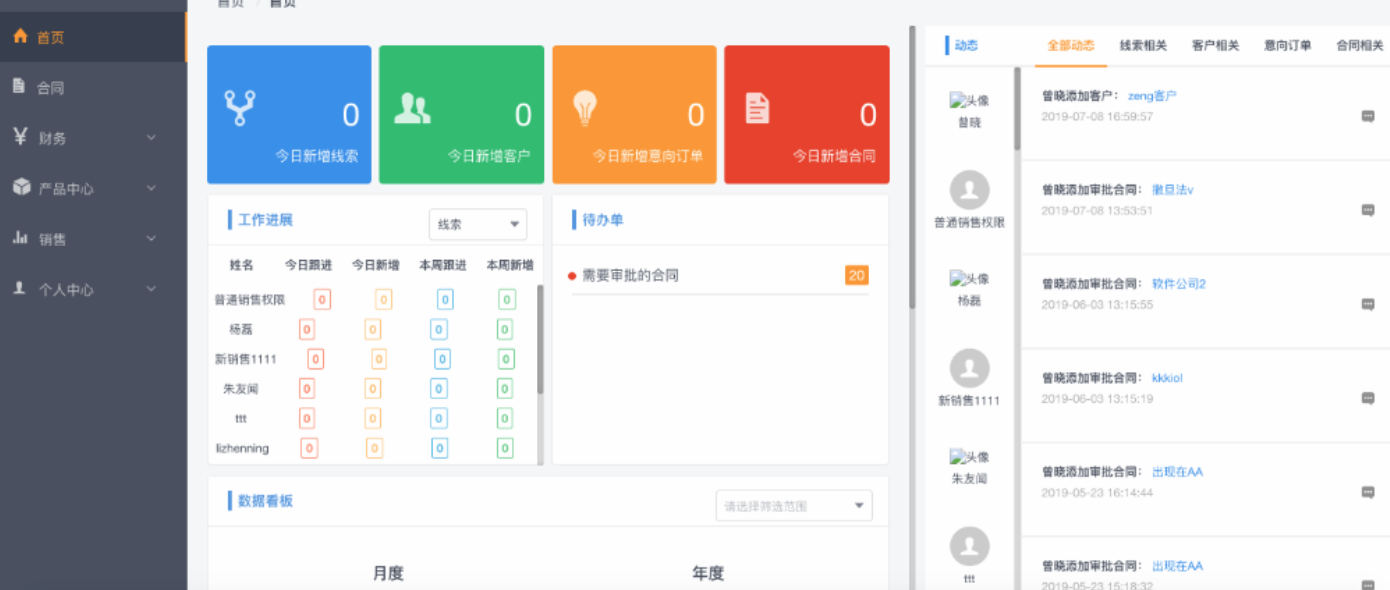 首页 / 首页
首页
合同
财务
产品中心
销售
个人中心
0
今日新增线索
0
今日新增客户
0
今日新增意向订单
0
今日新增合同
工作进展
线索
姓名 今日跟进 今日新增 本周跟进 本周新增
普通销售权限 0 0 0 0
杨磊 0 0 0 0
新销售1111 0 0 0 0
朱友闻 0 0 0 0
ttt 0 0 0 0
lizhenning 0 0 0 0
待办单
需要审批的合同 20
数据看板
请选择筛选范围
月度 年度
动态
全部动态 线索相关 客户相关 意向订单 合同相关
头像
曾晓
普通销售权限
头像
杨磊
新销售1111
头像
朱友闻
ttt
曾晓添加客户： zeng客户
2019-07-08 16:59:57
曾晓添加审批合同： 撒旦法v
2019-07-08 13:53:51
曾晓添加审批合同： 软件公司2
2019-06-03 13:15:55
曾晓添加审批合同： kkkiol
2019-06-03 13:15:19
曾晓添加审批合同： 出现在AA
2019-05-23 16:14:44
曾晓添加审批合同： 出现在AA
2019-05-23 15:18:32